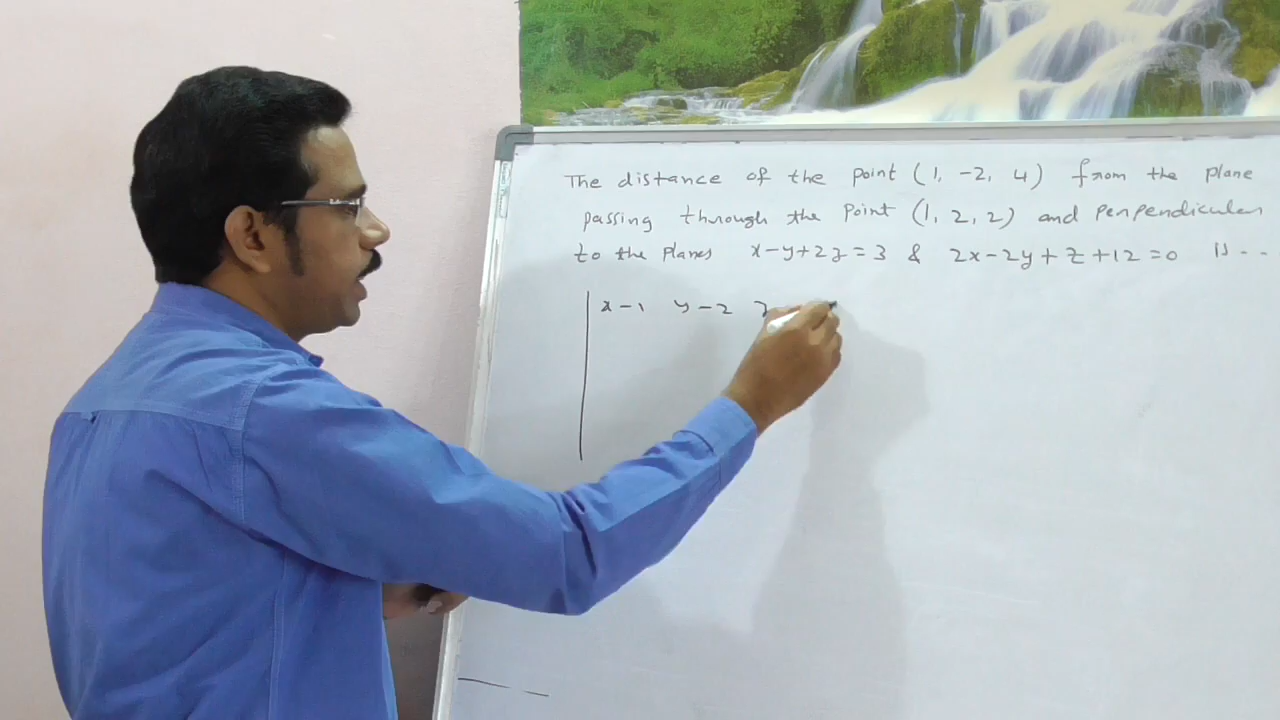 The distance of the point (1, -2, 4) from the plane
passing through the point (1, 2, 2) and perpendicular
to the planes x-y+2z=3 & 2x-2y+z+12=0 is ...
x-1 y-2 z